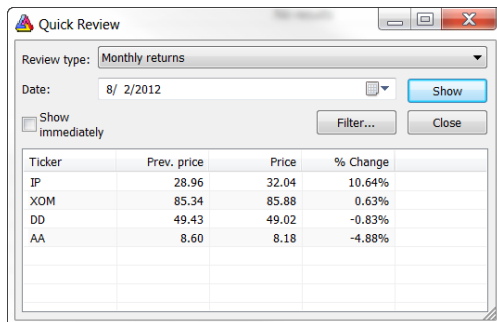 Quick Review
Review type: Monthly returns
Date: 8/ 2/2012 Show
Show immediately Filter... Close
Ticker Prev. price Price % Change
IP 28.96 32.04 10.64%
XOM 85.34 85.88 0.63%
DD 49.43 49.02 -0.83%
AA 8.60 8.18 -4.88%